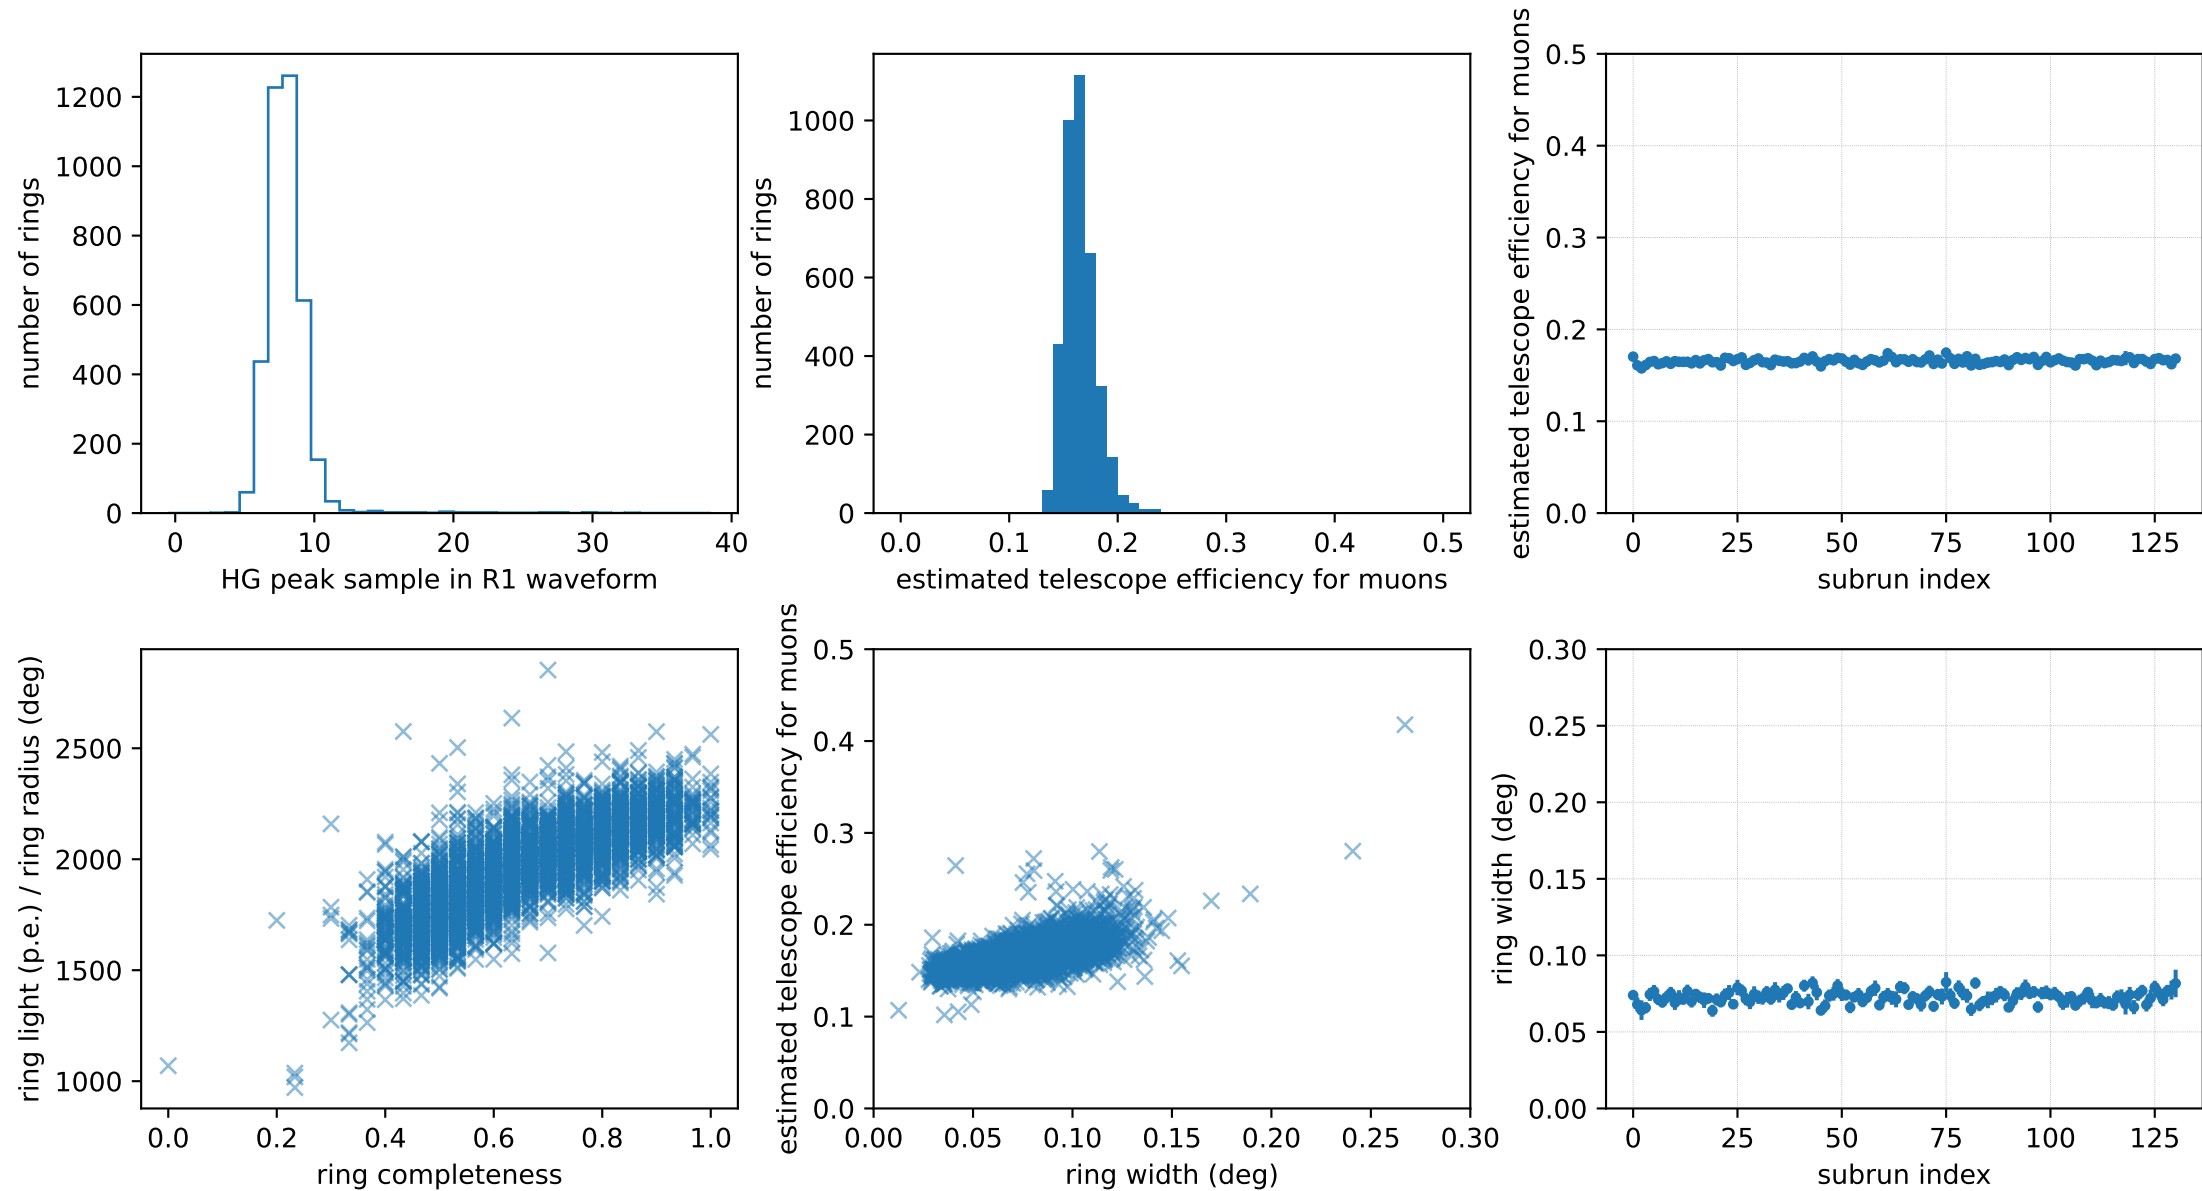 number of rings
1200
1000
800
600
400
200
0
0 10 20 30 40
HG peak sample in R1 waveform
number of rings
1000
800
600
400
200
0
0.0 0.1 0.2 0.3 0.4 0.5
estimated telescope efficiency for muons
estimated telescope efficiency for muons
0.5
0.4
0.3
0.2
0.1
0.0
0 25 50 75 100 125
subrun index
ring light (p.e.) / ring radius (deg)
2500
2000
1500
1000
0.0 0.2 0.4 0.6 0.8 1.0
ring completeness
estimated telescope efficiency for muons
0.5
0.4
0.3
0.2
0.1
0.0
0.00 0.05 0.10 0.15 0.20 0.25 0.30
ring width (deg)
ring width (deg)
0.30
0.25
0.20
0.15
0.10
0.05
0.00
0 25 50 75 100 125
subrun index